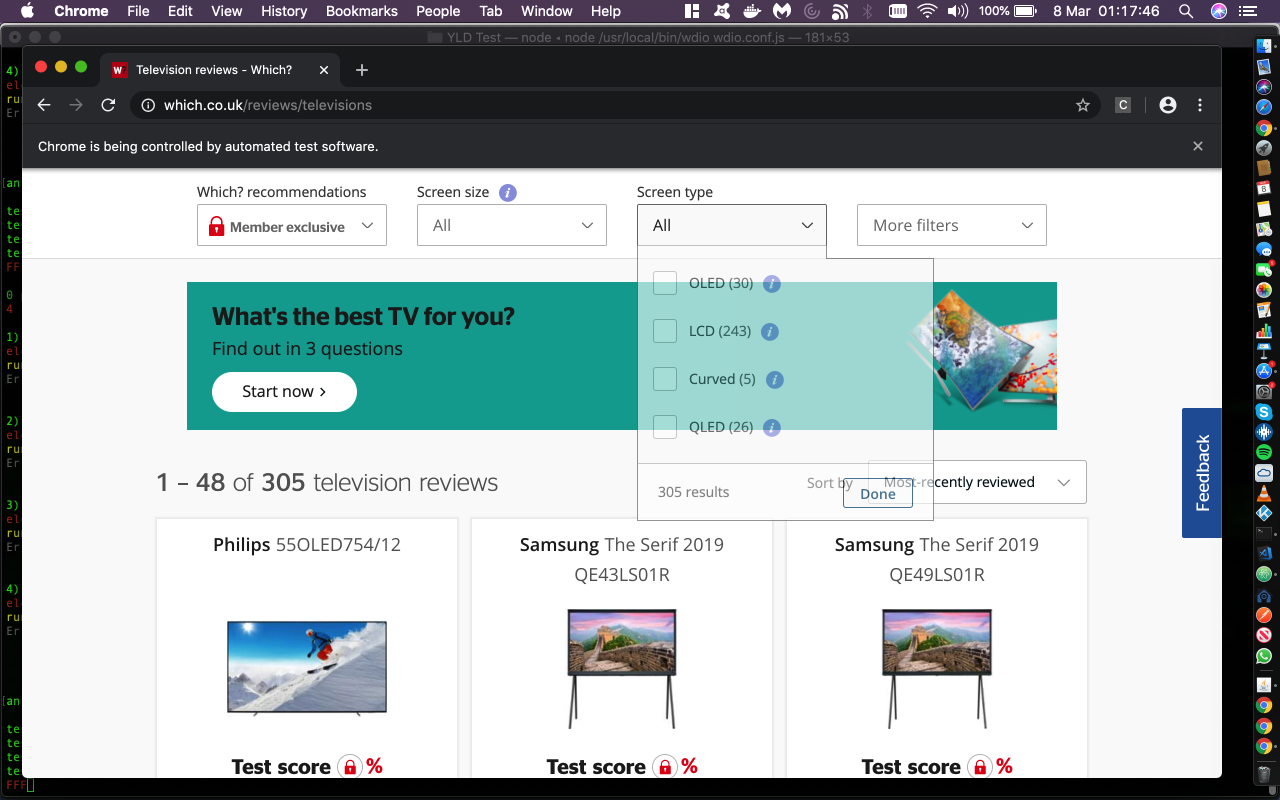 Chrome File Edit View History Bookmarks People Tab Window Help 100% 8 Mar 01:17:46
YLD Test — node • node /usr/local/bin/wdio wdio.conf.js — 181×53
Television reviews - Which?
which.co.uk/reviews/televisions
C
Chrome is being controlled by automated test software.
Which? recommendations
Screen size
Screen type
Member exclusive
All
All
More filters
OLED (30)
LCD (243)
Curved (5)
QLED (26)
305 results
Done
What's the best TV for you?
Find out in 3 questions
Start now ›
Feedback
1 – 48 of 305 television reviews
Sort by
Most-recently reviewed
Philips 55OLED754/12
Samsung The Serif 2019
QE43LS01R
Samsung The Serif 2019
QE49LS01R
Test score %
Test score %
Test score %